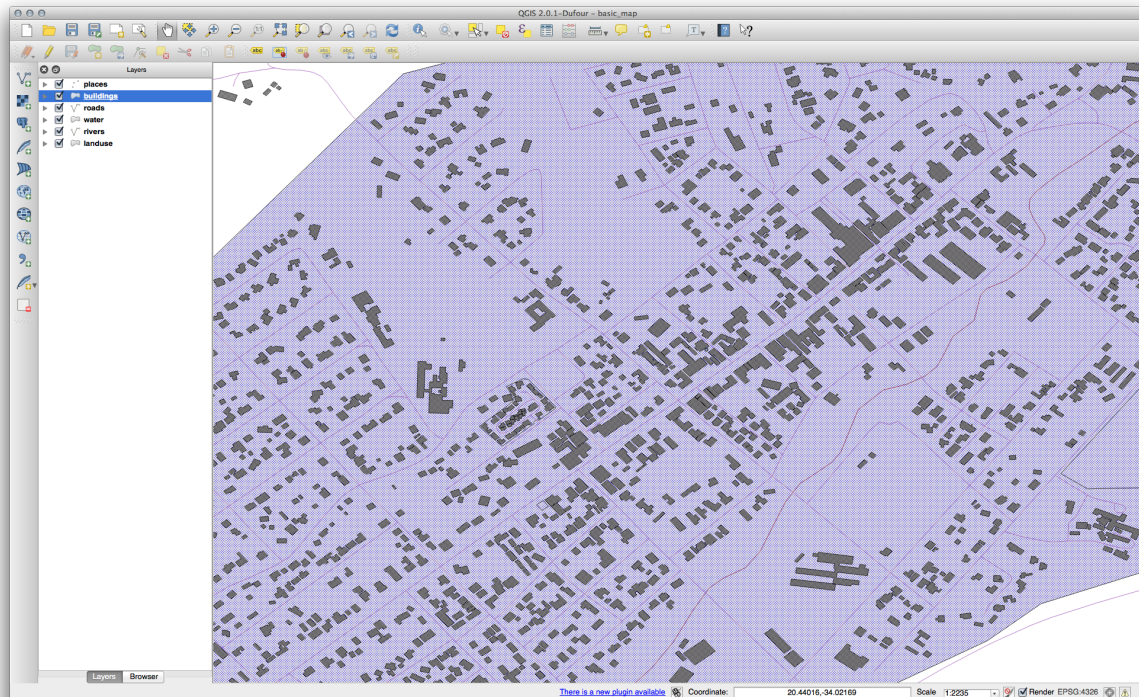 QGIS 2.0.1-Dufour - basic_map
Layers
places
buildings
roads
water
rivers
landuse
Layers Browser
There is a new plugin available Coordinate: 20.44016,-34.02169 Scale 1:2235 Render EPSG:4326